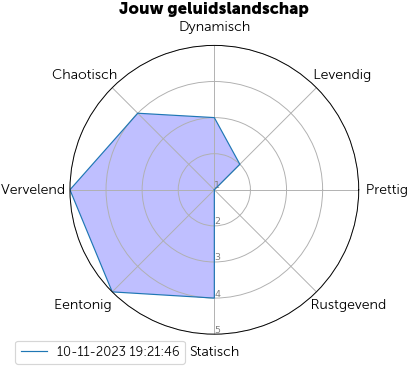 Jouw geluidslandschap
Dynamisch
Chaotisch
Levendig
Vervelend
1
Prettig
2
3
4
Eentonig
Rustgevend
5
10-11-2023 19:21:46
Statisch